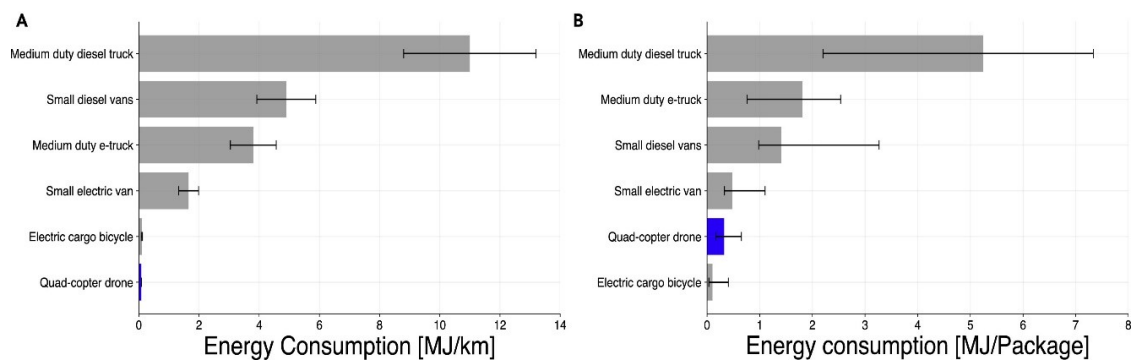 A
Medium duty diesel truck
Small diesel vans
Medium duty e-truck
Small electric van
Electric cargo bicycle
Quad-copter drone
0 2 4 6 8 10 12 14
Energy Consumption [MJ/km]
B
Medium duty diesel truck
Medium duty e-truck
Small diesel vans
Small electric van
Quad-copter drone
Electric cargo bicycle
0 1 2 3 4 5 6 7 8
Energy consumption [MJ/Package]